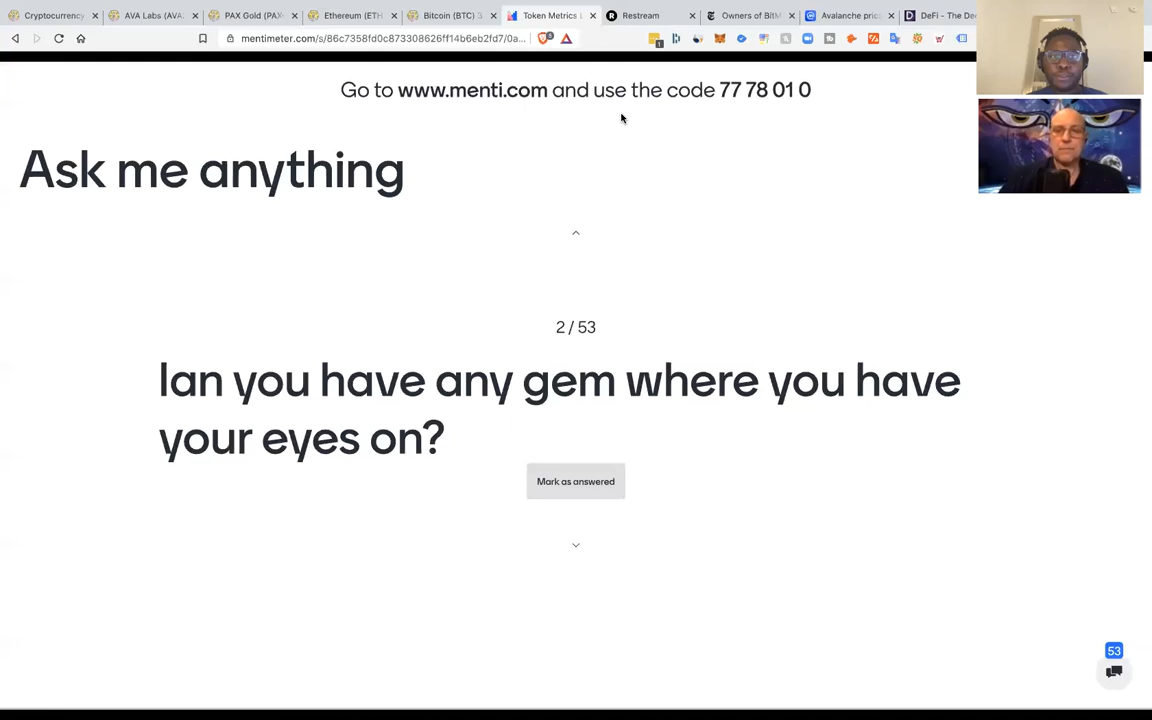 Cryptocurrency
AVA Labs (AVA
PAX Gold (PAX-
Ethereum (ETH
Bitcoin (BTC) 3
Token Metrics L
Restream
Owners of BitM
Avalanche pric
DeFi - The De
mentimeter.com/s/86c7358fd0c873308626ff14b6eb2fd7/0a...
Go to www.menti.com and use the code 77 78 01 0
Ask me anything
2 / 53
Ian you have any gem where you have
your eyes on?
Mark as answered
53